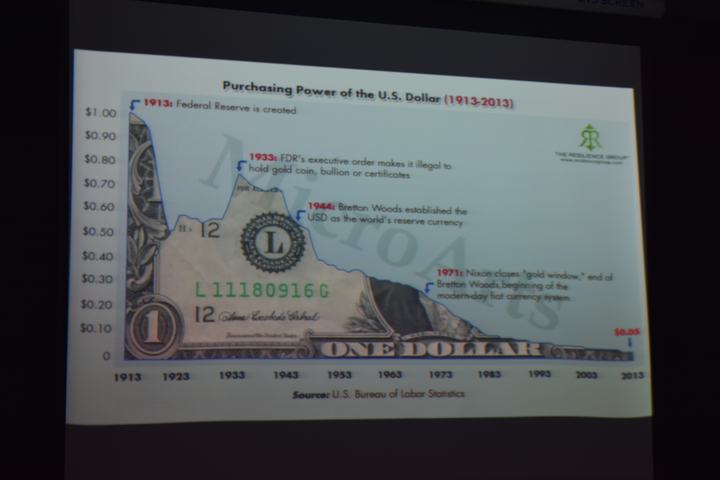 SCREEN
Purchasing Power of the U.S. Dollar (1913-2013)
1913: Federal Reserve is created
$1.00
$0.90
$0.80
$0.70
$0.60
$0.50
$0.40
$0.30
$0.20
$0.10
0
THE RESILIENCE GROUP
www.resiliencegroup.com
1933: FDR's executive order makes it illegal to
hold gold coin, bullion or certificates
1944: Bretton Woods established the
USD as the world's reserve currency
1971: Nixon closes "gold window," end of
Bretton Woods,beginning of the
modern-day fiat currency system
$0.05
MicroArts
H 12
L
L 11180916 G
12
1
ONE DOLLAR
1913 1923 1933 1943 1953 1963 1973 1983 1993 2003 2013
Source: U.S. Bureau of Labor Statistics